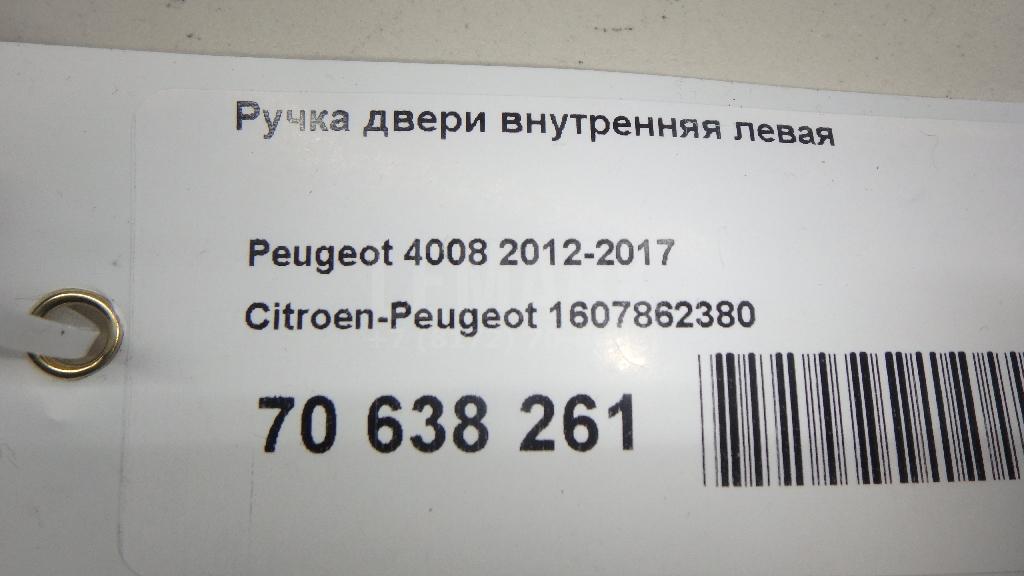 Ручка двери внутренняя левая
Peugeot 4008 2012-2017
Citroen-Peugeot 1607862380
70 638 261